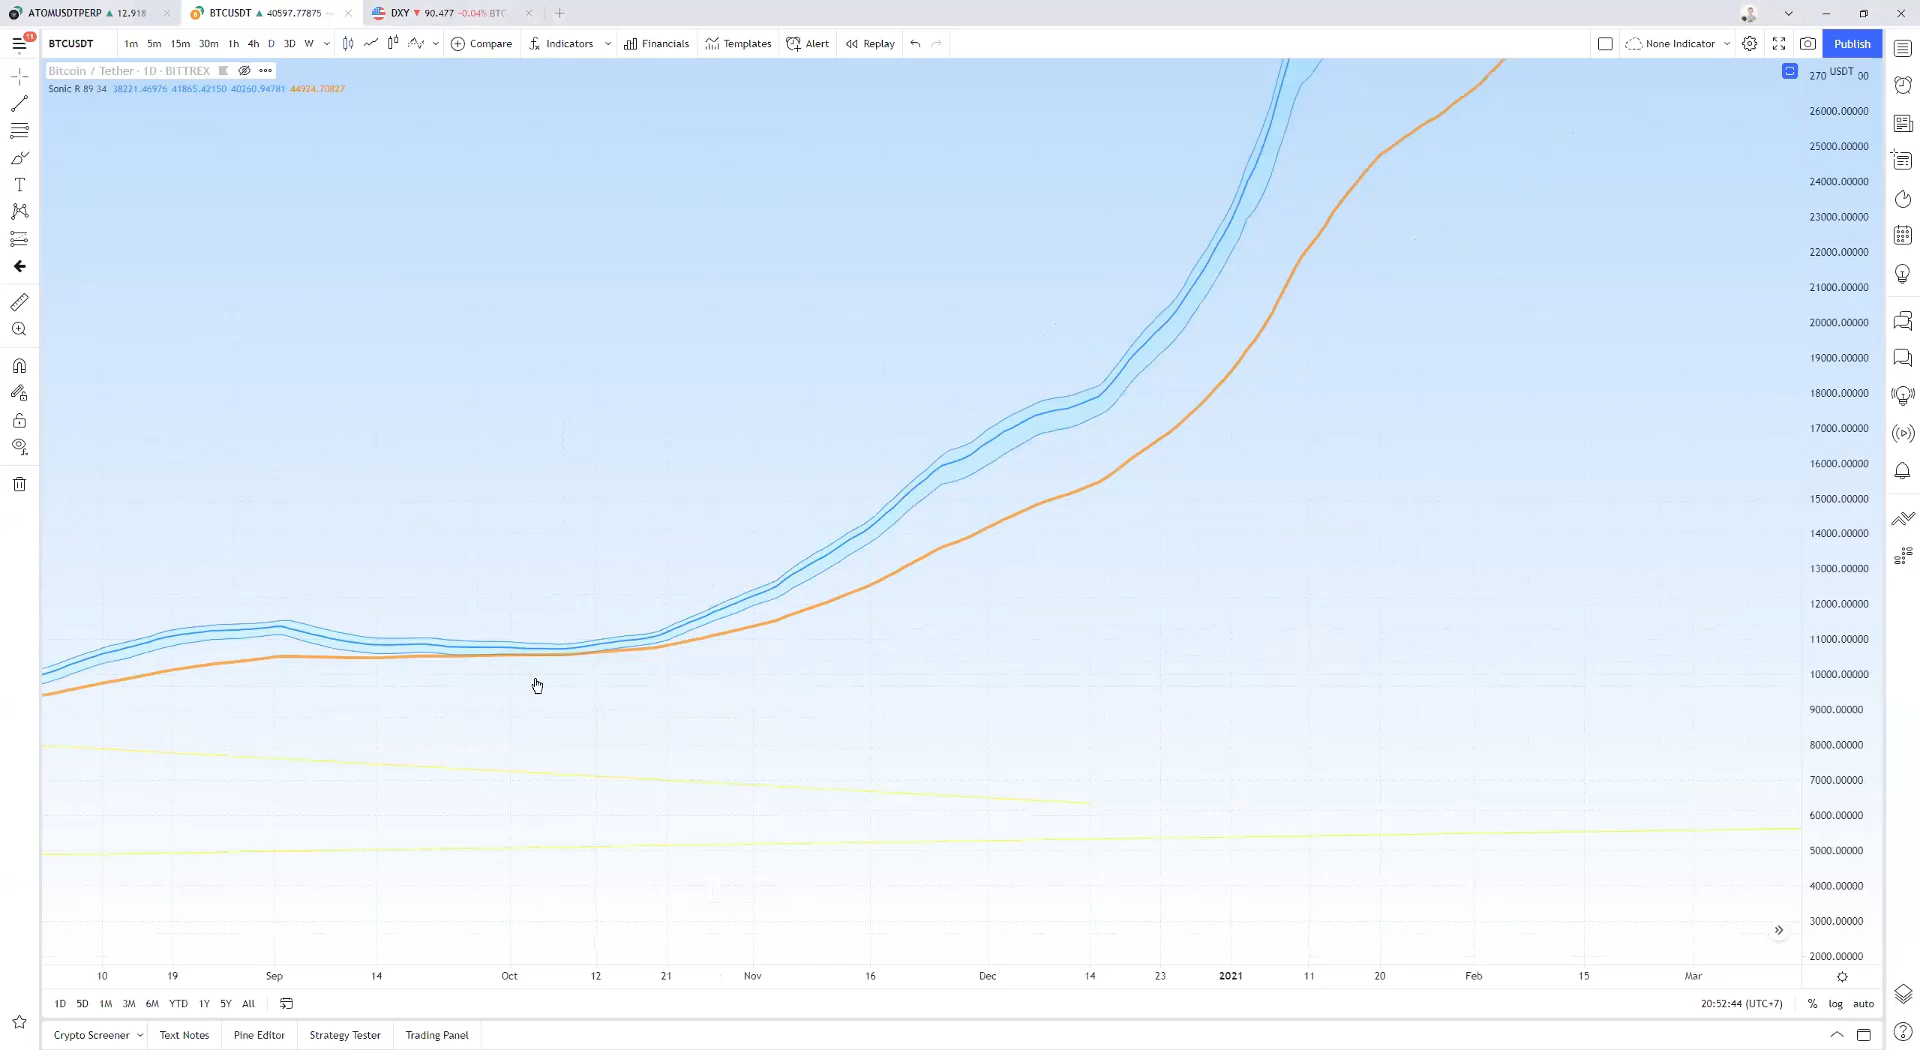 ATOMUSDTPERP ▲ 12.918
BTCUSDT ▲ 40597.77875
DXY ▼ 90.477 −0.04% BTC
11
BTCUSDT 1m 5m 15m 30m 1h 4h D 3D W Compare Indicators Financials Templates Alert Replay None Indicator Publish
Bitcoin / Tether · 1D · BITTREX
Sonic R 89 34 38221.46976 41865.42150 40260.94781 44924.70827
270 USDT 00
26000.00000
25000.00000
24000.00000
23000.00000
22000.00000
21000.00000
20000.00000
19000.00000
18000.00000
17000.00000
16000.00000
15000.00000
14000.00000
13000.00000
12000.00000
11000.00000
10000.00000
9000.00000
8000.00000
7000.00000
6000.00000
5000.00000
4000.00000
3000.00000
2000.00000
10 19 Sep 14 Oct 12 21 Nov 16 Dec 14 23 2021 11 20 Feb 15 Mar
1D 5D 1M 3M 6M YTD 1Y 5Y All 20:52:44 (UTC+7) % log auto
Crypto Screener Text Notes Pine Editor Strategy Tester Trading Panel